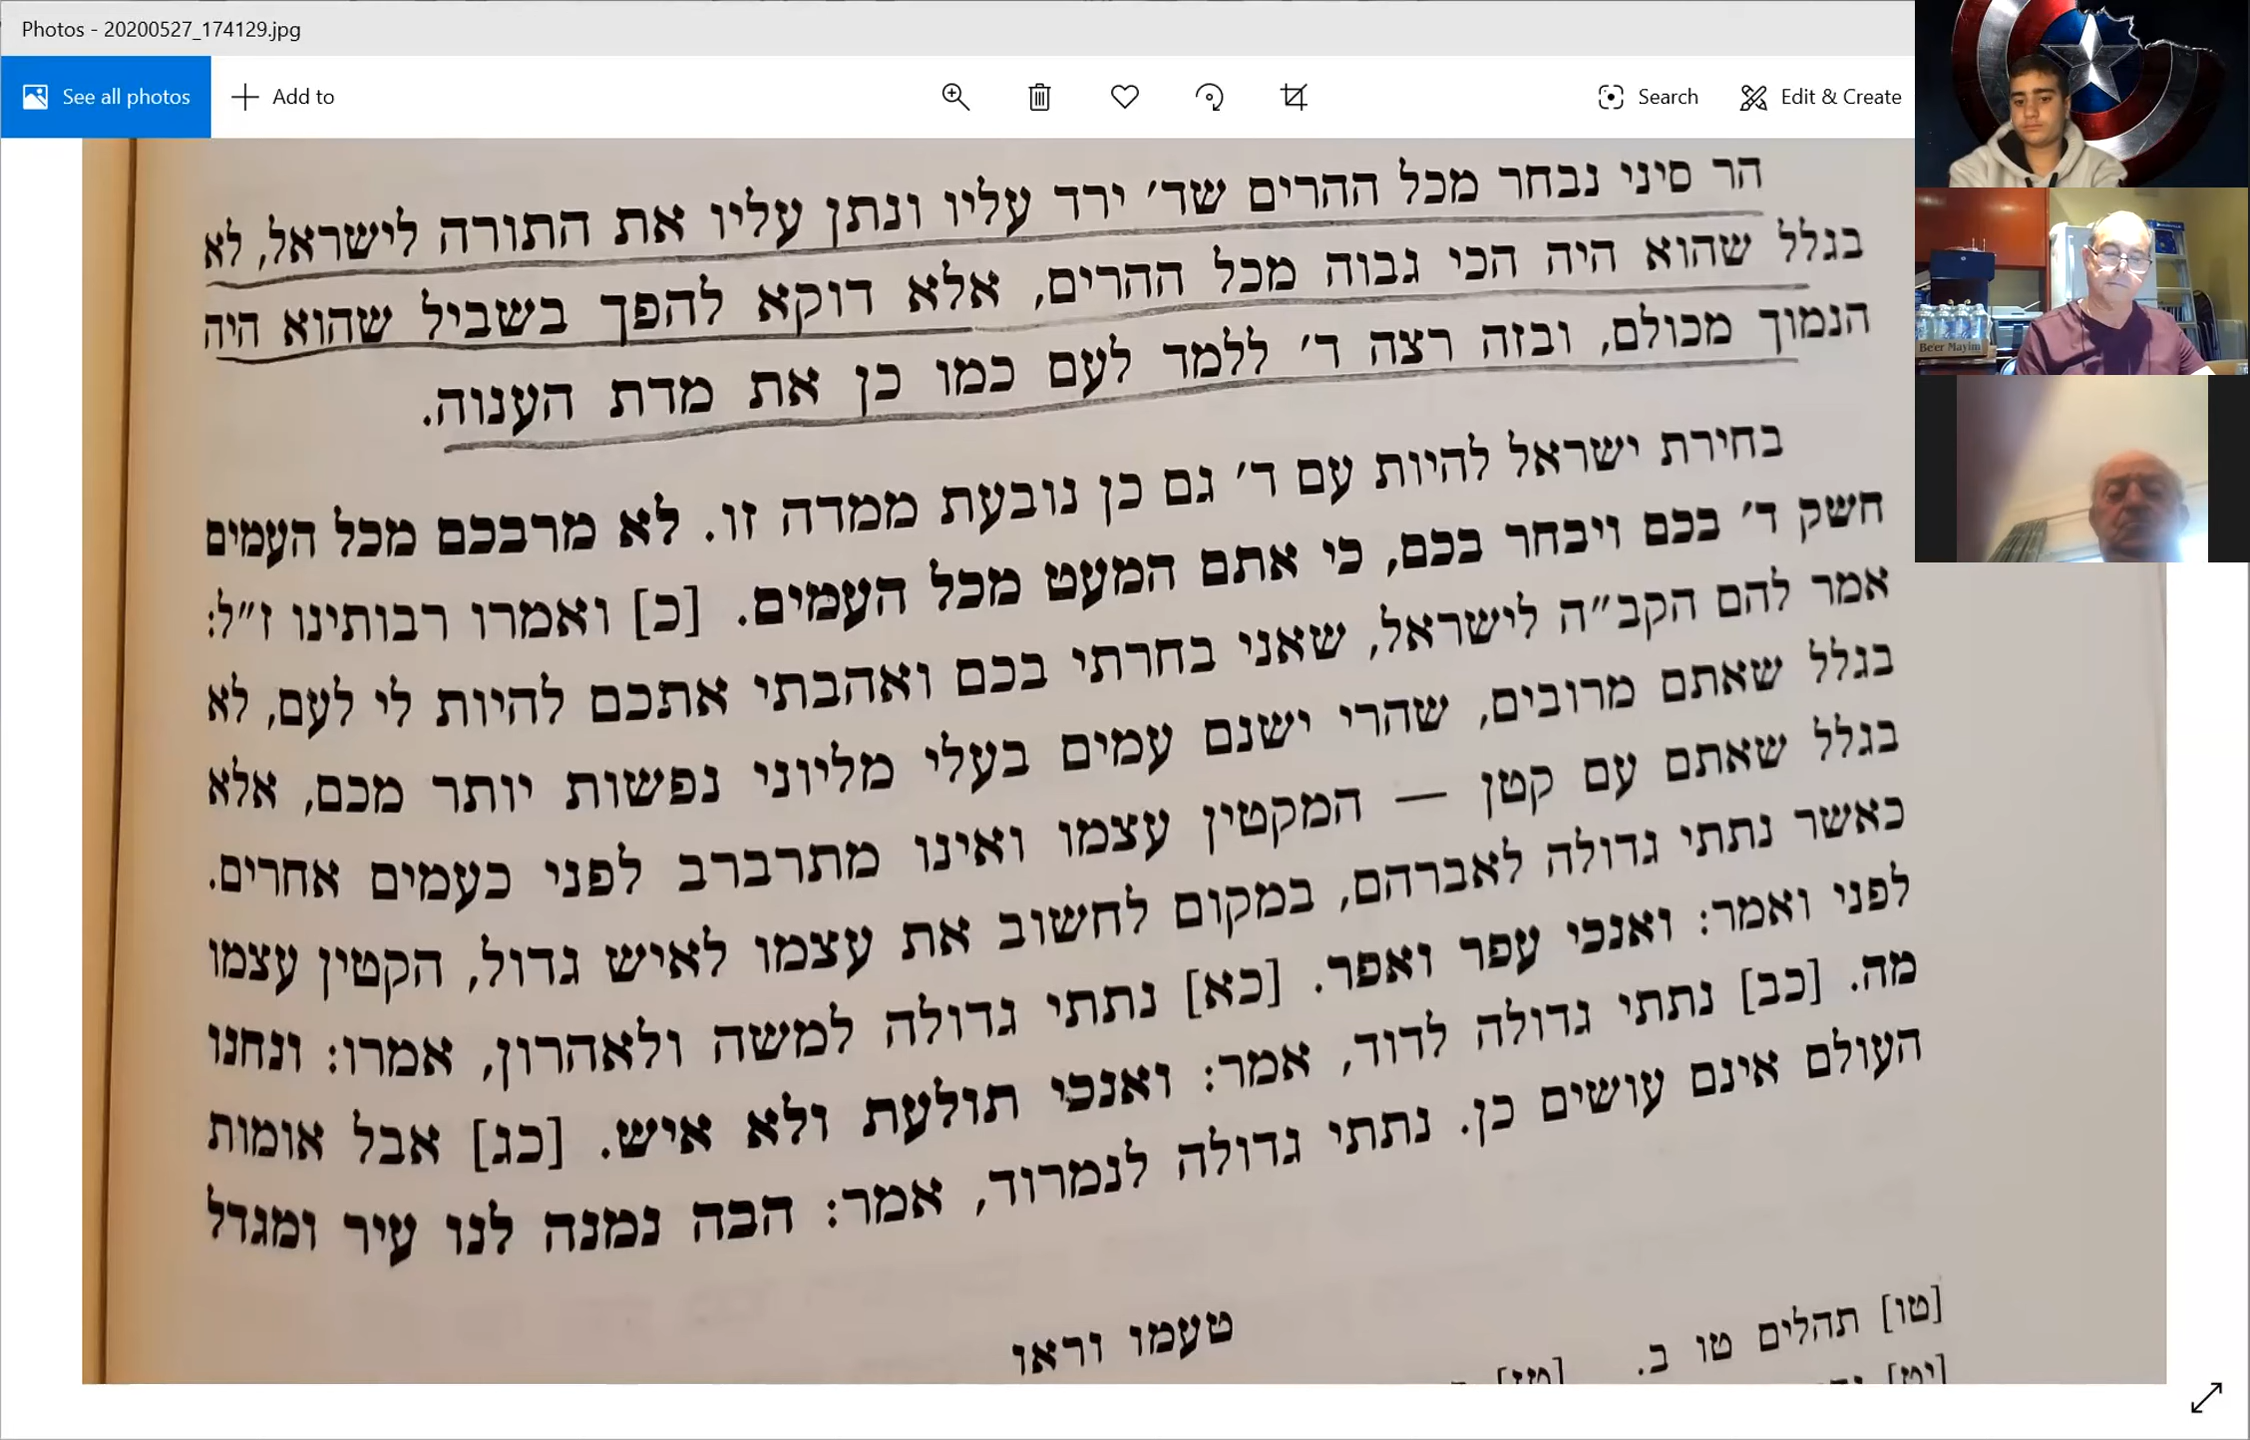 Photos - 20200527_174129.jpg
See all photos
Add to
Search
Edit & Create
Be'er Mayim
הר סיני נבחר מכל ההרים שד׳ ירד עליו ונתן עליו את התורה לישראל, לא
בגלל שהוא היה הכי גבוה מכל ההרים, אלא דוקא להפך בשביל שהוא היה
הנמוך מכולם, ובזה רצה ד׳ ללמד לעם כמו כן את מדת הענוה.
בחירת ישראל להיות עם ד׳ גם כן נובעת ממדה זו. לא מרבכם מכל העמים
חשק ד׳ בכם ויבחר בכם, כי אתם המעט מכל העמים. [כ] ואמרו רבותינו ז״ל:
אמר להם הקב״ה לישראל, שאני בחרתי בכם ואהבתי אתכם להיות לי לעם, לא
בגלל שאתם מרובים, שהרי ישנם עמים בעלי מליוני נפשות יותר מכם, אלא
בגלל שאתם עם קטן — המקטין עצמו ואינו מתרברב לפני כעמים אחרים.
כאשר נתתי גדולה לאברהם, במקום לחשוב את עצמו לאיש גדול, הקטין עצמו
לפני ואמר: ואנכי עפר ואפר. [כא] נתתי גדולה למשה ולאהרון, אמרו: ונחנו
מה. [כב] נתתי גדולה לדוד, אמר: ואנכי תולעת ולא איש. [כג] אבל אומות
העולם אינם עושים כן. נתתי גדולה לנמרוד, אמר: הבה נמנה לנו עיר ומגדל
טעמו וראו
[טו] תהלים טו ב.